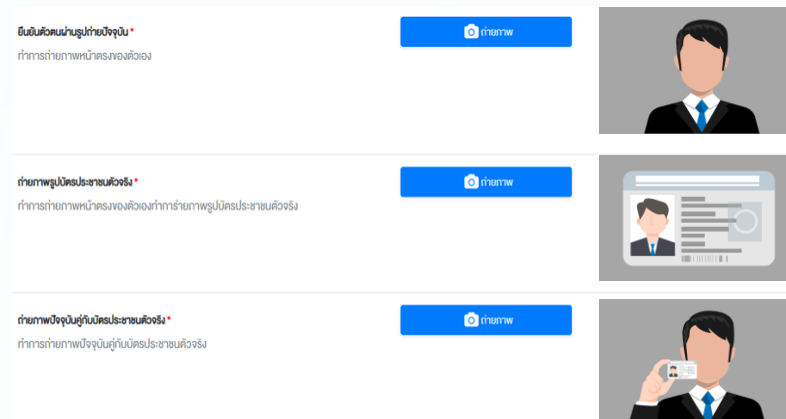 ยืนยันตัวตนผ่านรูปถ่ายปัจจุบัน *
ถ่ายภาพ
ทำการถ่ายภาพหน้าตรงของตัวเอง
ถ่ายภาพรูปบัตรประชาชนตัวจริง *
ถ่ายภาพ
ทำการถ่ายภาพหน้าตรงของตัวเองทำการร่ายภาพรูปบัตรประชาชนตัวจริง
ถ่ายภาพปัจจุบันคู่กับบัตรประชาชนตัวจริง *
ถ่ายภาพ
ทำการถ่ายภาพปัจจุบันคู่กับบัตรประชาชนตัวจริง